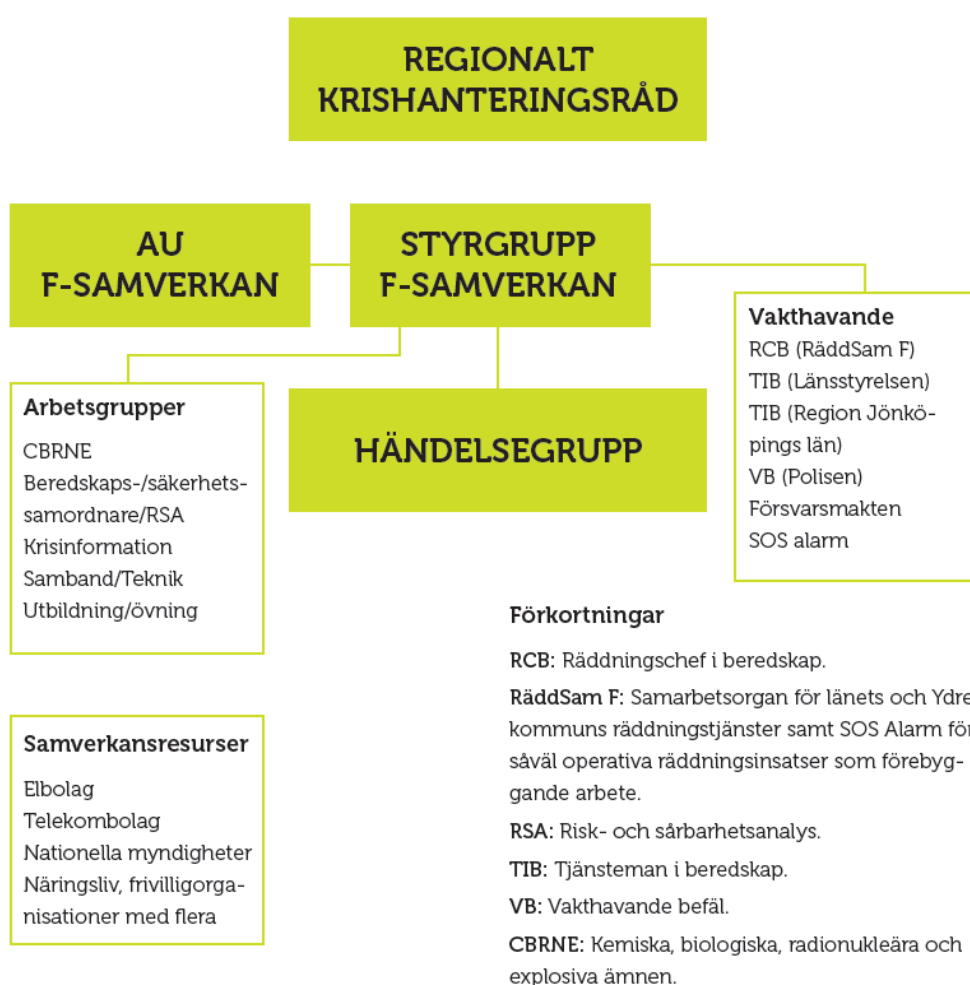 REGIONALT
KRISHANTERINGSRÅD
AU
F-SAMVERKAN
STYRGRUPP
F-SAMVERKAN
Vakthavande
RCB (RäddSam F)
TIB (Länsstyrelsen)
TIB (Region Jönkö-
pings län)
VB (Polisen)
Försvarsmakten
SOS alarm
Arbetsgrupper
CBRNE
Beredskaps-/säkerhets-
samordnare/RSA
Krisinformation
Samband/Teknik
Utbildning/övning
HÄNDELSEGRUPP
Samverkansresurser
Elbolag
Telekombolag
Nationella myndigheter
Näringsliv, frivilligorga-
nisationer med flera
Förkortningar
RCB: Räddningschef i beredskap.
RäddSam F: Samarbetsorgan för länets och Ydre
kommuns räddningstjänster samt SOS Alarm för
såväl operativa räddningsinsatser som förebyg-
gande arbete.
RSA: Risk- och sårbarhetsanalys.
TIB: Tjänsteman i beredskap.
VB: Vakthavande befäl.
CBRNE: Kemiska, biologiska, radionukleära och
explosiva ämnen.